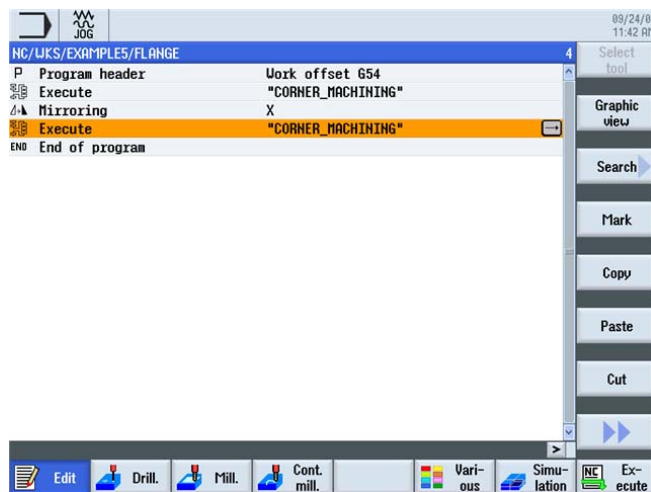 JOG
09/24/0
11:42 A
NC/WKS/EXAMPLE5/FLANGE 4
P Program header Work offset G54
Execute "CORNER_MACHINING"
Mirroring X
Execute "CORNER_MACHINING"
END End of program
Select
tool
Graphic
view
Search
Mark
Copy
Paste
Cut
Edit
Drill.
Mill.
Cont.
mill.
Vari-
ous
Simu-
lation
NC Ex-
ecute